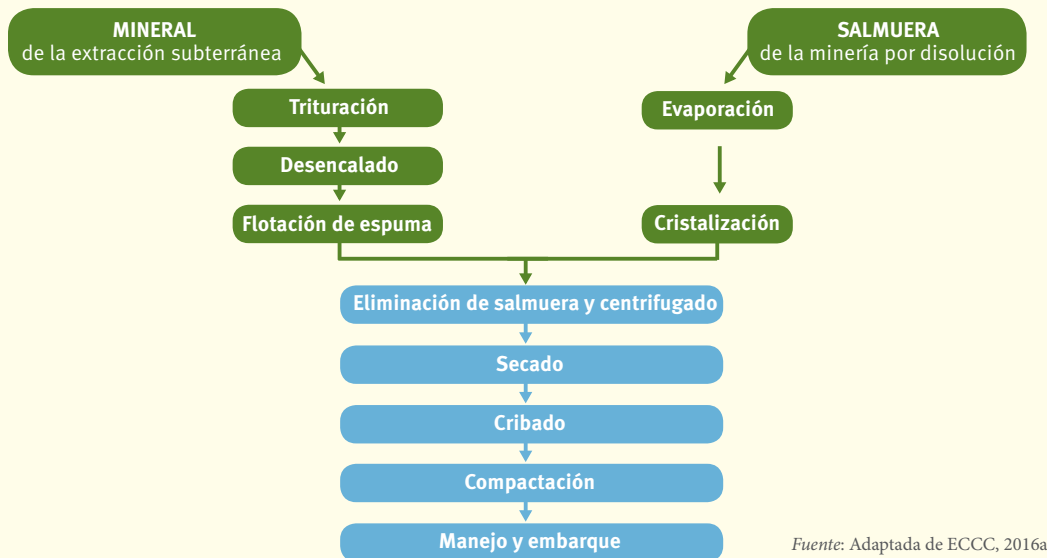 MINERAL
de la extracción subterránea
SALMUERA
de la minería por disolución
Trituración
Evaporación
Desencalado
Flotación de espuma
Cristalización
Eliminación de salmuera y centrifugado
Secado
Cribado
Compactación
Manejo y embarque
Fuente: Adaptada de ECCC, 2016a